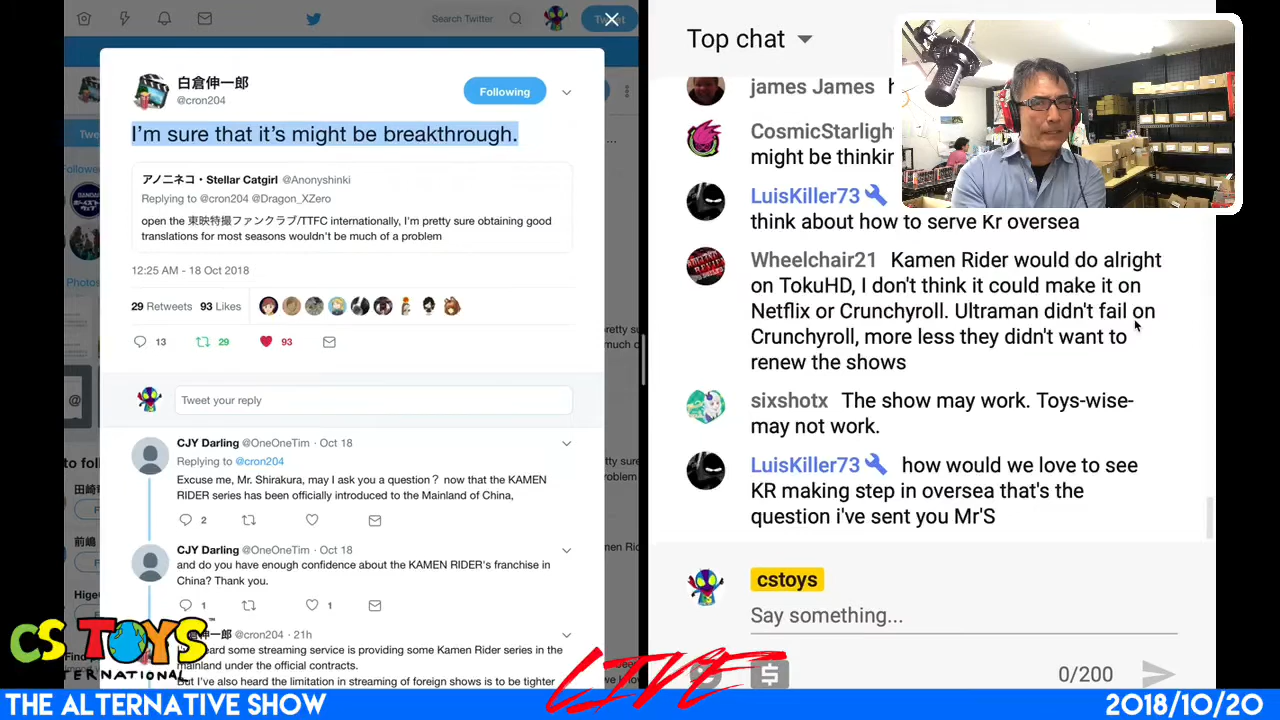 Search Twitter
白倉伸一郎
@cron204
Following
I'm sure that it's might be breakthrough.
アノニネコ・Stellar Catgirl @Anonyshinki
Replying to @cron204 @Dragon_XZero
open the 東映特撮ファンクラブ/TTFC internationally, I'm pretty sure obtaining good
translations for most seasons wouldn't be much of a problem
12:25 AM - 18 Oct 2018
29 Retweets 93 Likes
13 29 93
Tweet your reply
CJY Darling @OneOneTim · Oct 18
Replying to @cron204
Excuse me, Mr. Shirakura, may I ask you a question？ now that the KAMEN
RIDER series has been officially introduced to the Mainland of China,
2
CJY Darling @OneOneTim · Oct 18
and do you have enough confidence about the KAMEN RIDER's franchise in
China? Thank you.
1 1
倉伸一郎 @cron204 · 21h
ard some streaming service is providing some Kamen Rider series in the
mainland under the official contracts.
But I've also heard the limitation in streaming of foreign shows is to be tighter
Top chat
james James
CosmicStarligh
might be thinkin
LuisKiller73
think about how to serve Kr oversea
Wheelchair21 Kamen Rider would do alright
on TokuHD, I don't think it could make it on
Netflix or Crunchyroll. Ultraman didn't fail on
Crunchyroll, more less they didn't want to
renew the shows
sixshotx The show may work. Toys-wise-
may not work.
LuisKiller73 how would we love to see
KR making step in oversea that's the
question i've sent you Mr'S
cstoys
Say something...
0/200
CS TOYS
INTERNATIONAL
LIVE
THE ALTERNATIVE SHOW
2018/10/20